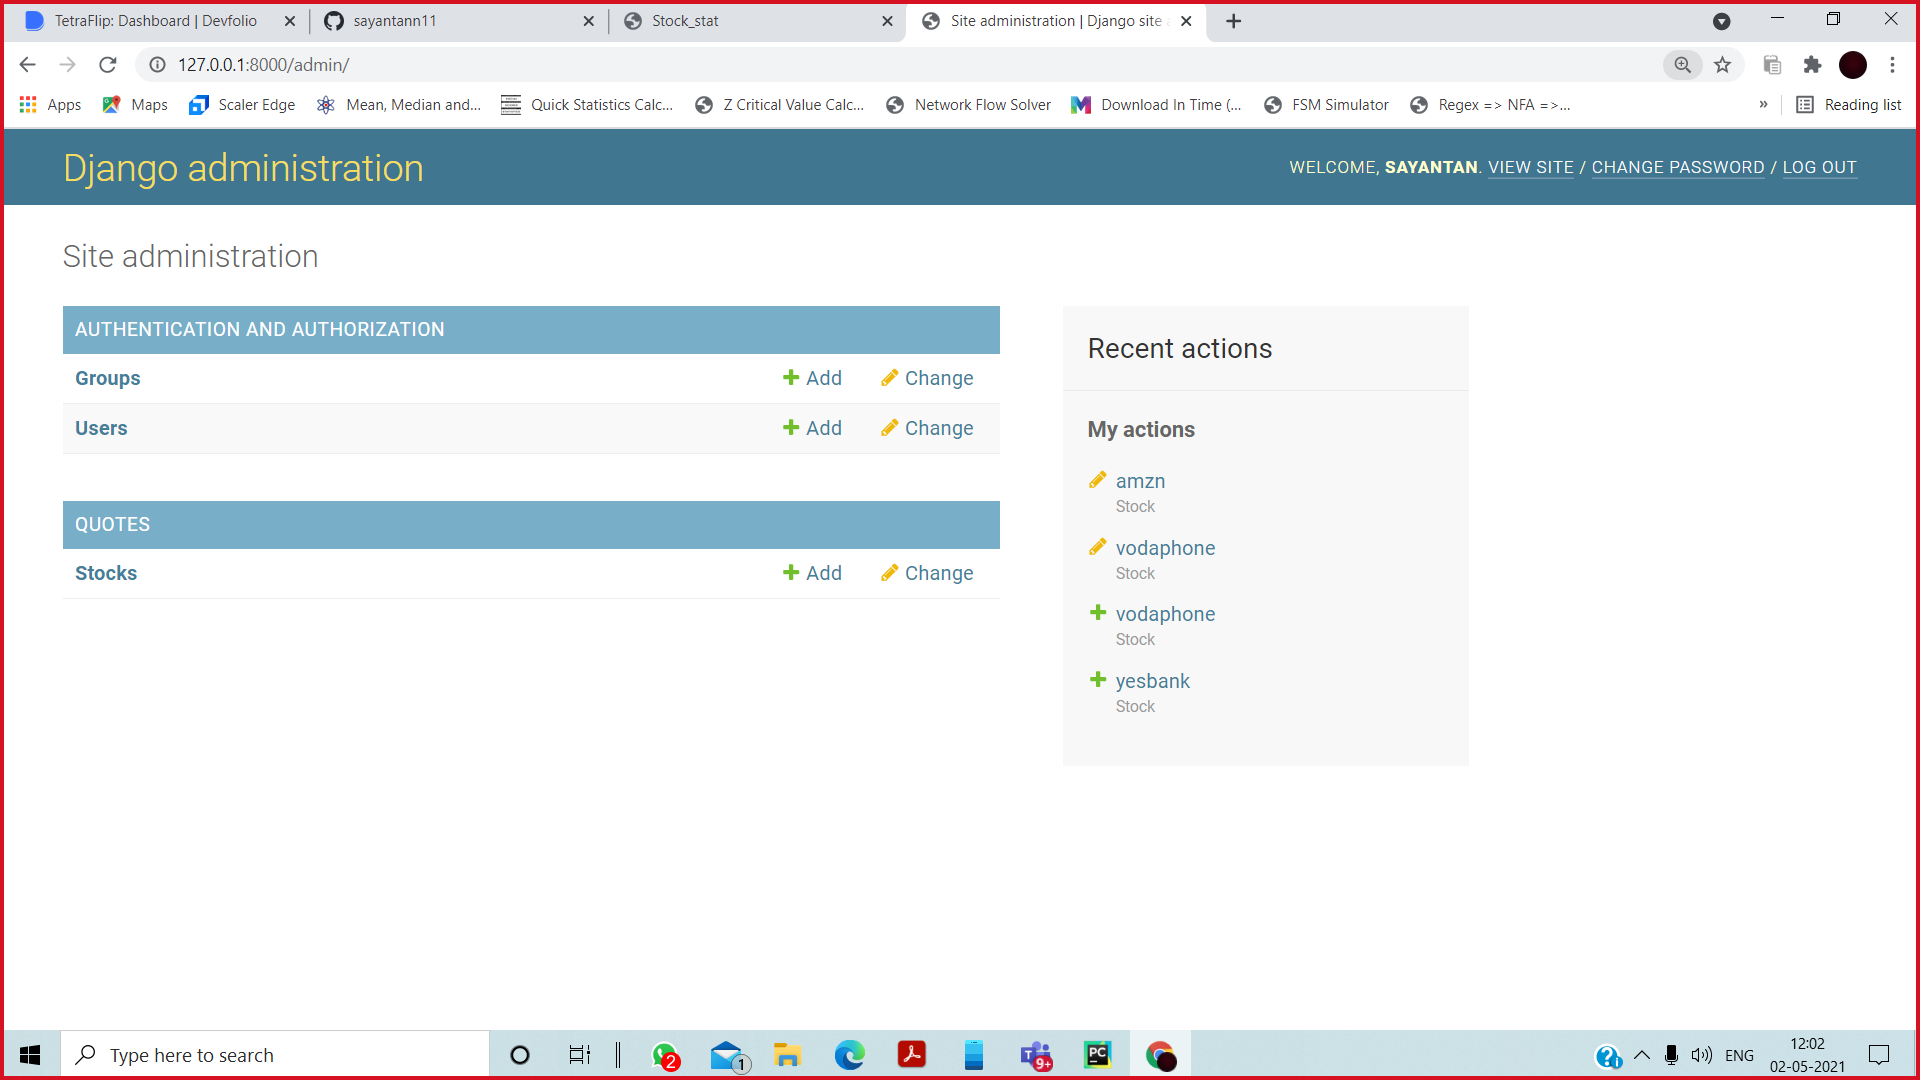 TetraFlip: Dashboard | Devfolio
sayantann11
Stock_stat
Site administration | Django site
127.0.0.1:8000/admin/
Apps
Maps
Scaler Edge
Mean, Median and...
Quick Statistics Calc...
Z Critical Value Calc...
Network Flow Solver
Download In Time (...
FSM Simulator
Regex => NFA =>...
»
Reading list
Django administration
WELCOME, SAYANTAN. VIEW SITE / CHANGE PASSWORD / LOG OUT
Site administration
AUTHENTICATION AND AUTHORIZATION
Groups Add Change
Users Add Change
QUOTES
Stocks Add Change
Recent actions
My actions
amzn
Stock
vodaphone
Stock
vodaphone
Stock
yesbank
Stock
Type here to search
2
1
T
9+
PC
ENG
12:02
02-05-2021